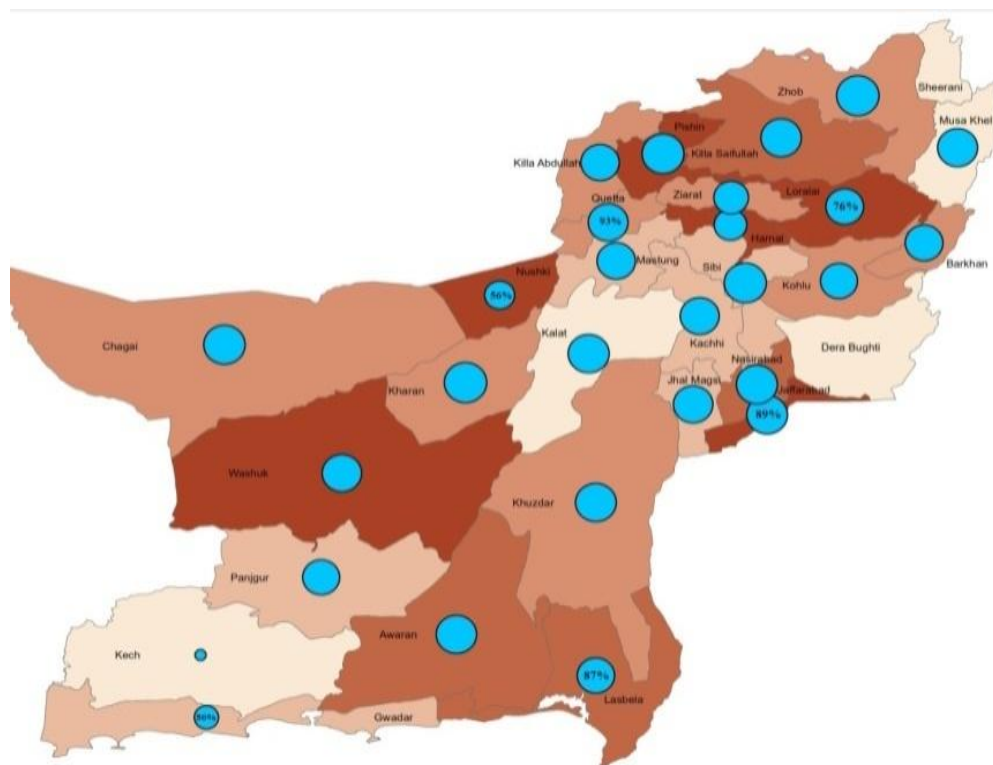 Sheerani
Zhob
Musa Khel
Pishin
Killa Saifullah
Killa Abdullah
Ziarat
Loralai
76%
Quetta
93%
Harnai
Barkhan
Mastung
Sibi
Kohlu
Nushki
56%
Kalat
Kachhi
Dera Bughti
Chagai
Nasirabad
Kharan
Jhal Magsi
Jaffarabad
89%
Washuk
Khuzdar
Panjgur
Awaran
Kech
87%
Lasbela
Gwadar